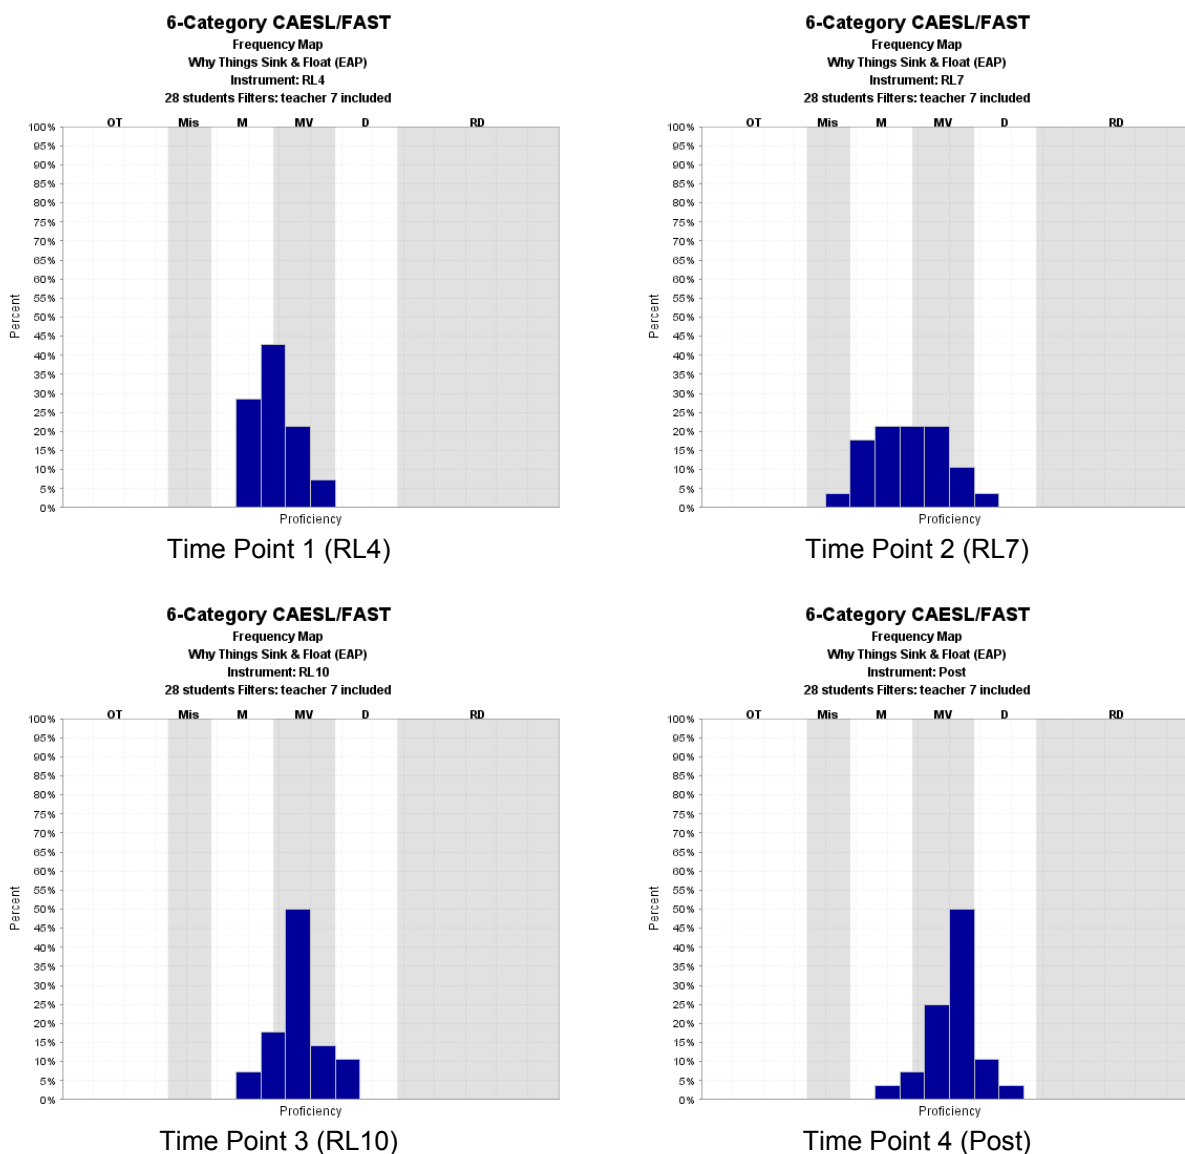 6-Category CAESL/FAST
Frequency Map
Why Things Sink & Float (EAP)
Instrument: RL4
28 students Filters: teacher 7 included
OT Mis M MV D RD
100%
95%
90%
85%
80%
75%
70%
65%
60%
55%
50%
45%
40%
35%
30%
25%
20%
15%
10%
5%
0%
Percent
Proficiency
Time Point 1 (RL4)
6-Category CAESL/FAST
Frequency Map
Why Things Sink & Float (EAP)
Instrument: RL7
28 students Filters: teacher 7 included
OT Mis M MV D RD
100%
95%
90%
85%
80%
75%
70%
65%
60%
55%
50%
45%
40%
35%
30%
25%
20%
15%
10%
5%
0%
Percent
Proficiency
Time Point 2 (RL7)
6-Category CAESL/FAST
Frequency Map
Why Things Sink & Float (EAP)
Instrument: RL10
28 students Filters: teacher 7 included
OT Mis M MV D RD
100%
95%
90%
85%
80%
75%
70%
65%
60%
55%
50%
45%
40%
35%
30%
25%
20%
15%
10%
5%
0%
Percent
Proficiency
Time Point 3 (RL10)
6-Category CAESL/FAST
Frequency Map
Why Things Sink & Float (EAP)
Instrument: Post
28 students Filters: teacher 7 included
OT Mis M MV D RD
100%
95%
90%
85%
80%
75%
70%
65%
60%
55%
50%
45%
40%
35%
30%
25%
20%
15%
10%
5%
0%
Percent
Proficiency
Time Point 4 (Post)